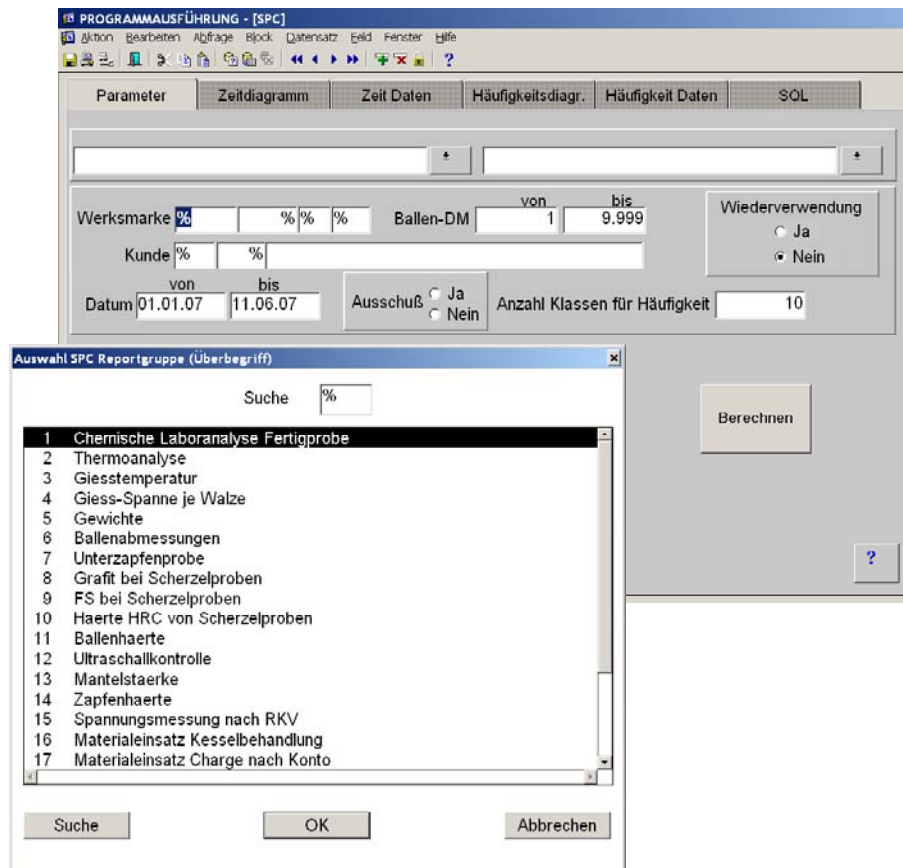 PROGRAMMAUSFÜHRUNG - [SPC]
Aktion Bearbeiten Abfrage Block Datensatz Feld Fenster Hilfe
?
Parameter Zeitdiagramm Zeit Daten Häufigkeitsdiagr. Häufigkeit Daten SQL
Werksmarke % % % % Ballen-DM von 1 bis 9.999
Wiederverwendung
Ja
Nein
Kunde % %
Datum von 01.01.07 bis 11.06.07
Ausschuß Ja
Nein
Anzahl Klassen für Häufigkeit 10
Berechnen
?
Auswahl SPC Reportgruppe (Überbegriff)
Suche %
1 Chemische Laboranalyse Fertigprobe
2 Thermoanalyse
3 Giesstemperatur
4 Giess-Spanne je Walze
5 Gewichte
6 Ballenabmessungen
7 Unterzapfenprobe
8 Grafit bei Scherzelproben
9 FS bei Scherzelproben
10 Haerte HRC von Scherzelproben
11 Ballenhaerte
12 Ultraschallkontrolle
13 Mantelstaerke
14 Zapfenhaerte
15 Spannungsmessung nach RKV
16 Materialeinsatz Kesselbehandlung
17 Materialeinsatz Charge nach Konto
Suche OK Abbrechen